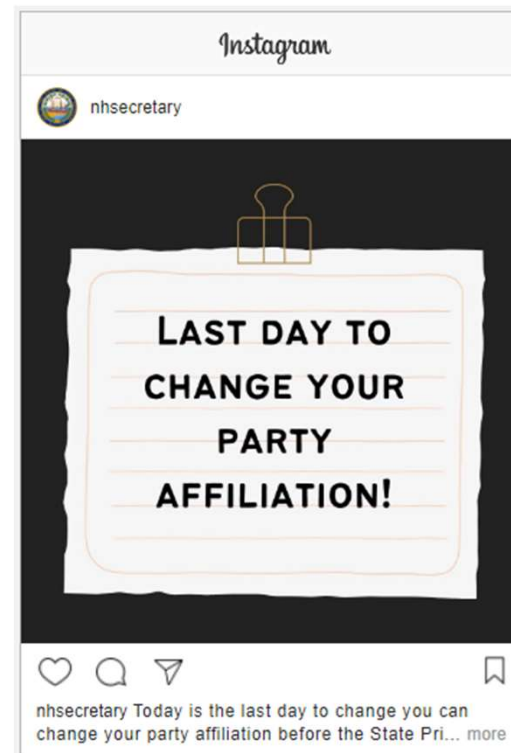 Instagram
nhsecretary
LAST DAY TO
CHANGE YOUR
PARTY
AFFILIATION!
nhsecretary Today is the last day to change you can
change your party affiliation before the State Pri... more